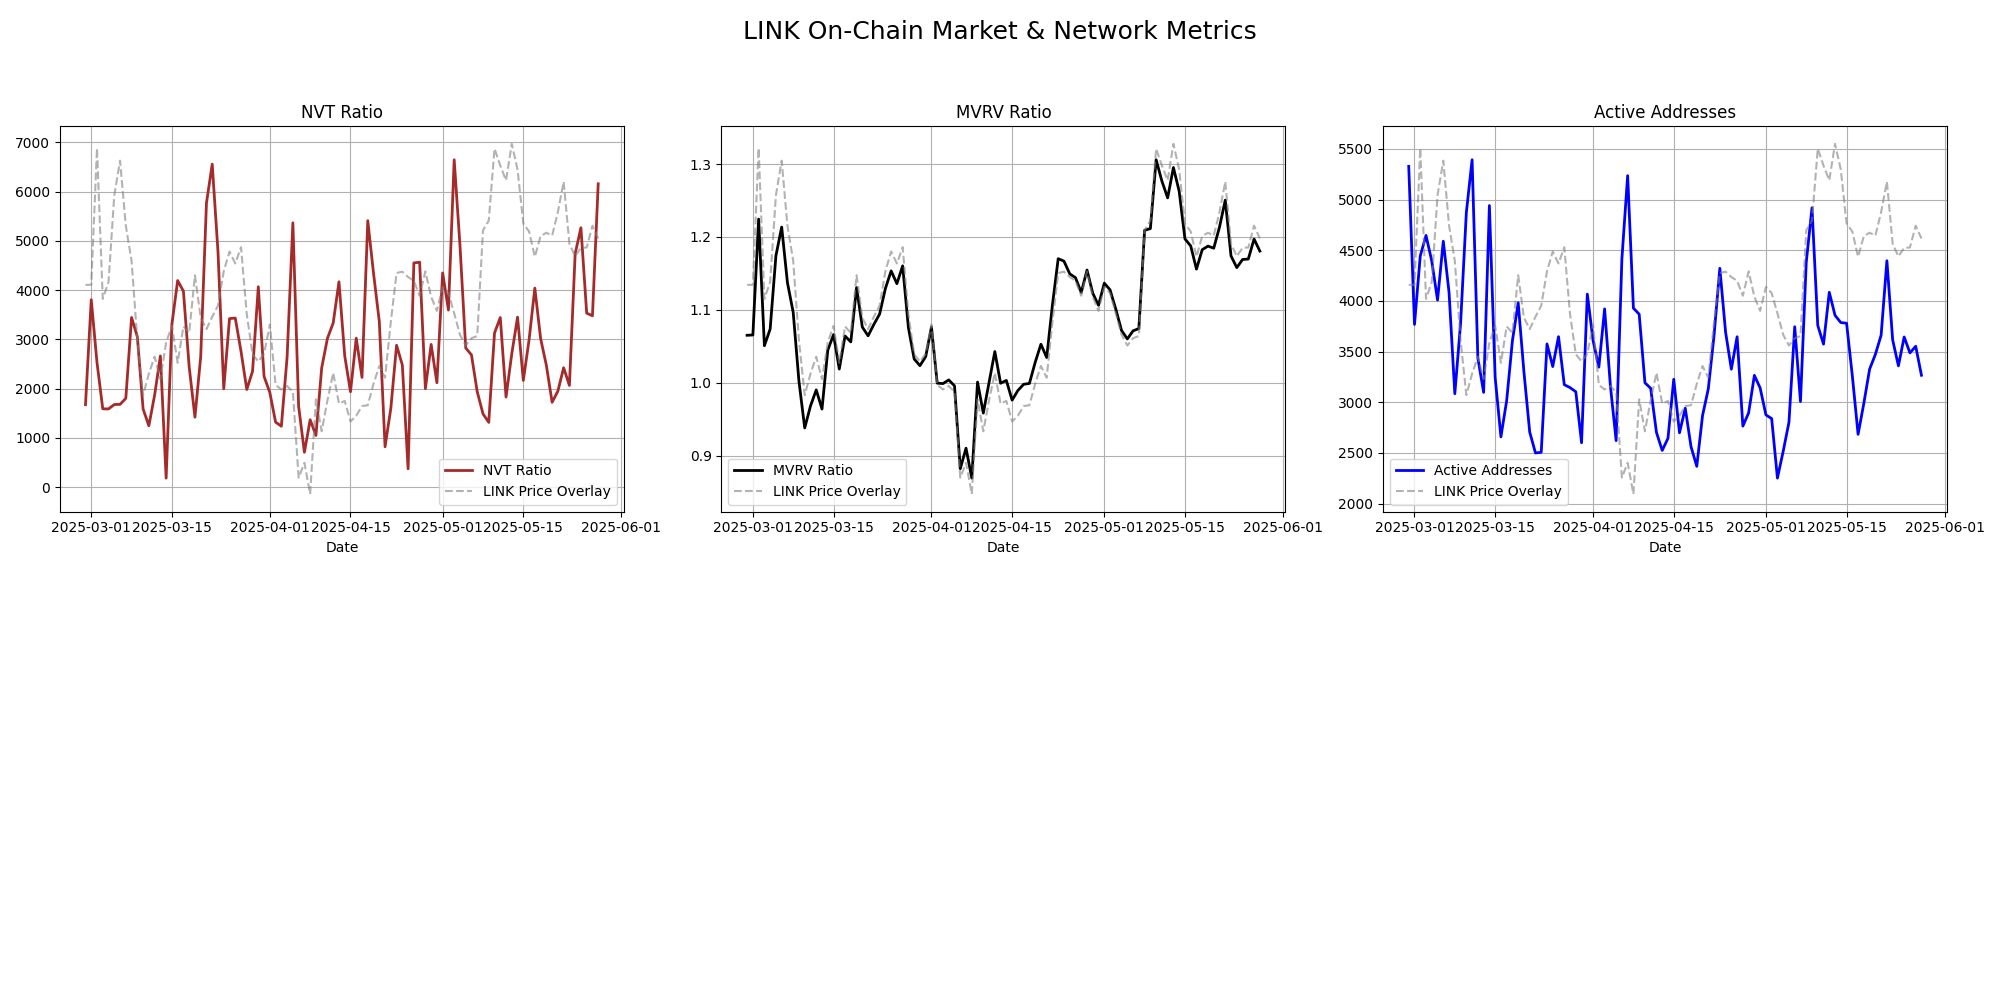 LINK On-Chain Market & Network Metrics
NVT Ratio
7000
6000
5000
4000
3000
2000
1000
0
NVT Ratio
LINK Price Overlay
2025-03-01 2025-03-15 2025-04-01 2025-04-15 2025-05-01 2025-05-15 2025-06-01
Date
MVRV Ratio
1.3
1.2
1.1
1.0
0.9
MVRV Ratio
LINK Price Overlay
2025-03-01 2025-03-15 2025-04-01 2025-04-15 2025-05-01 2025-05-15 2025-06-01
Date
Active Addresses
5500
5000
4500
4000
3500
3000
2500
2000
Active Addresses
LINK Price Overlay
2025-03-01 2025-03-15 2025-04-01 2025-04-15 2025-05-01 2025-05-15 2025-06-01
Date